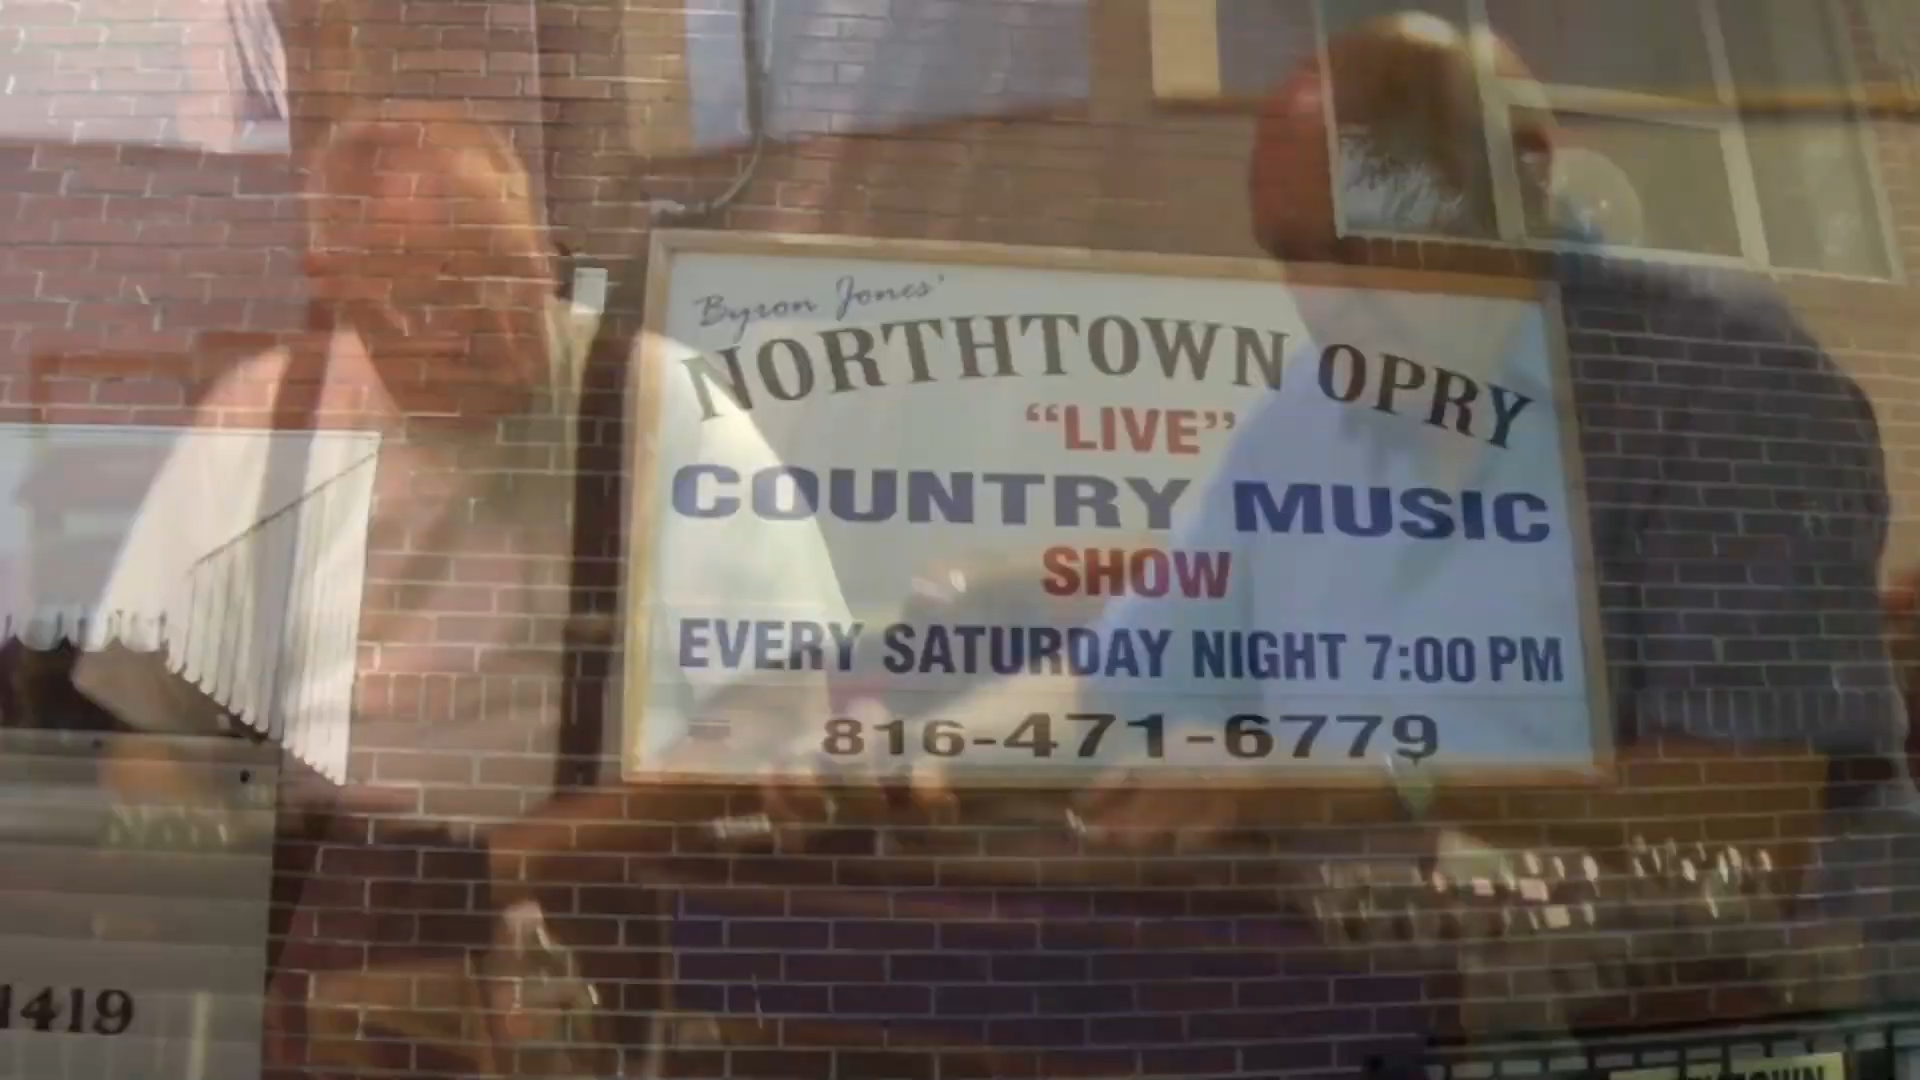 Byron Jones'
NORTHTOWN OPRY
“LIVE”
COUNTRY MUSIC
SHOW
EVERY SATURDAY NIGHT 7:00 PM
816-471-6779
1419